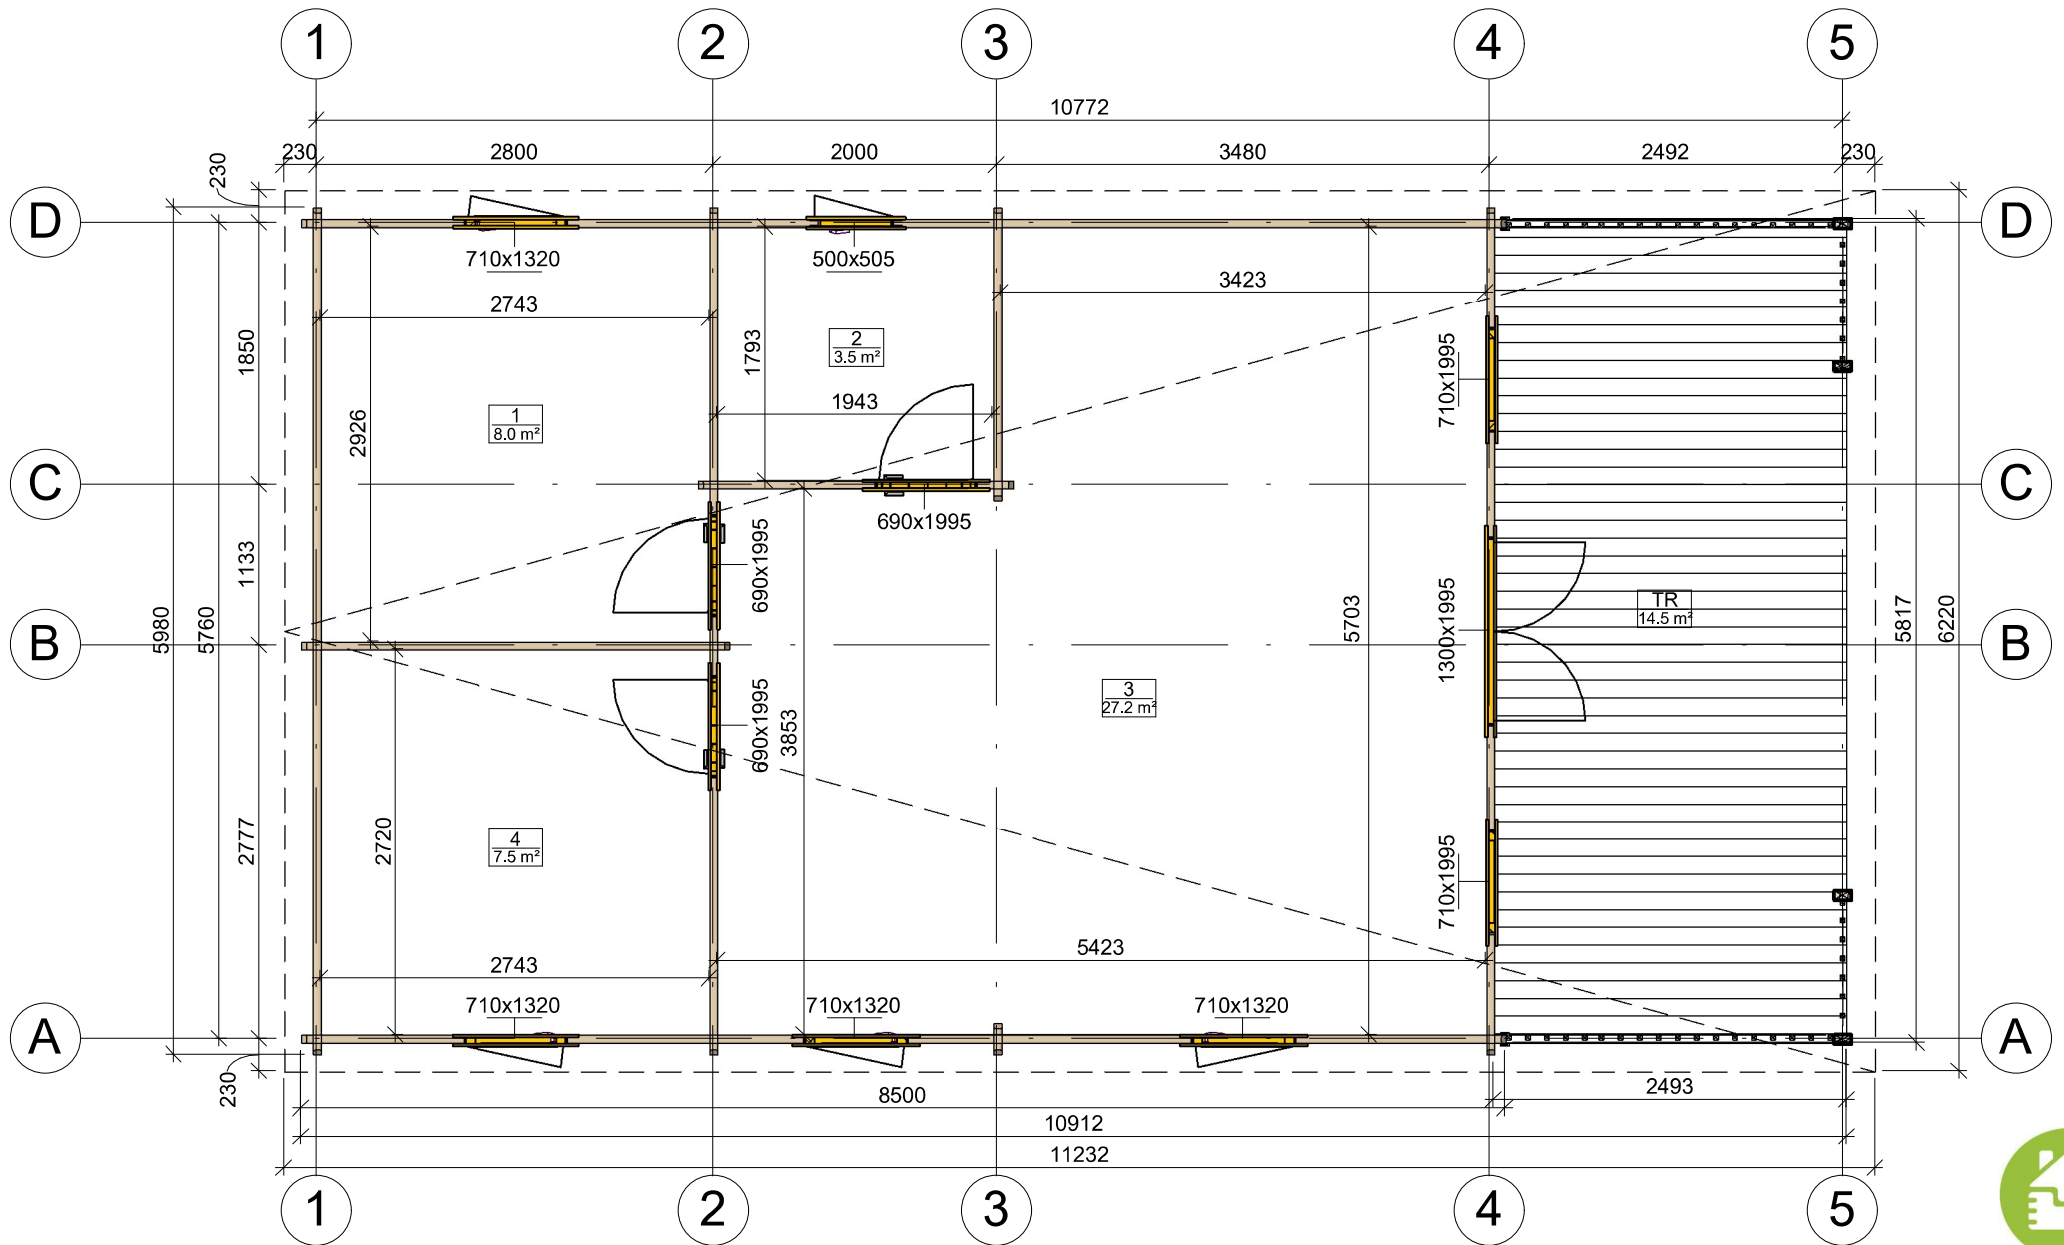 1 2 3 4 5
10772
230 2800 2000 3480 2492 230
230
D D
710x1320 500x505
2743 3423
1850 1793 710x1995
2
3.5 m²
1943
2926
1
8.0 m²
C C
690x1995
1133 690x1995
5980 5760 5703 1300x1995 5817 6220
TR
14.5 m²
B B
3
27.2 m²
690x1995 3853
2777 2720 710x1995
4
7.5 m²
5423
2743
710x1320 710x1320 710x1320
A A
230
8500 2493
10912
11232
1 2 3 4 5